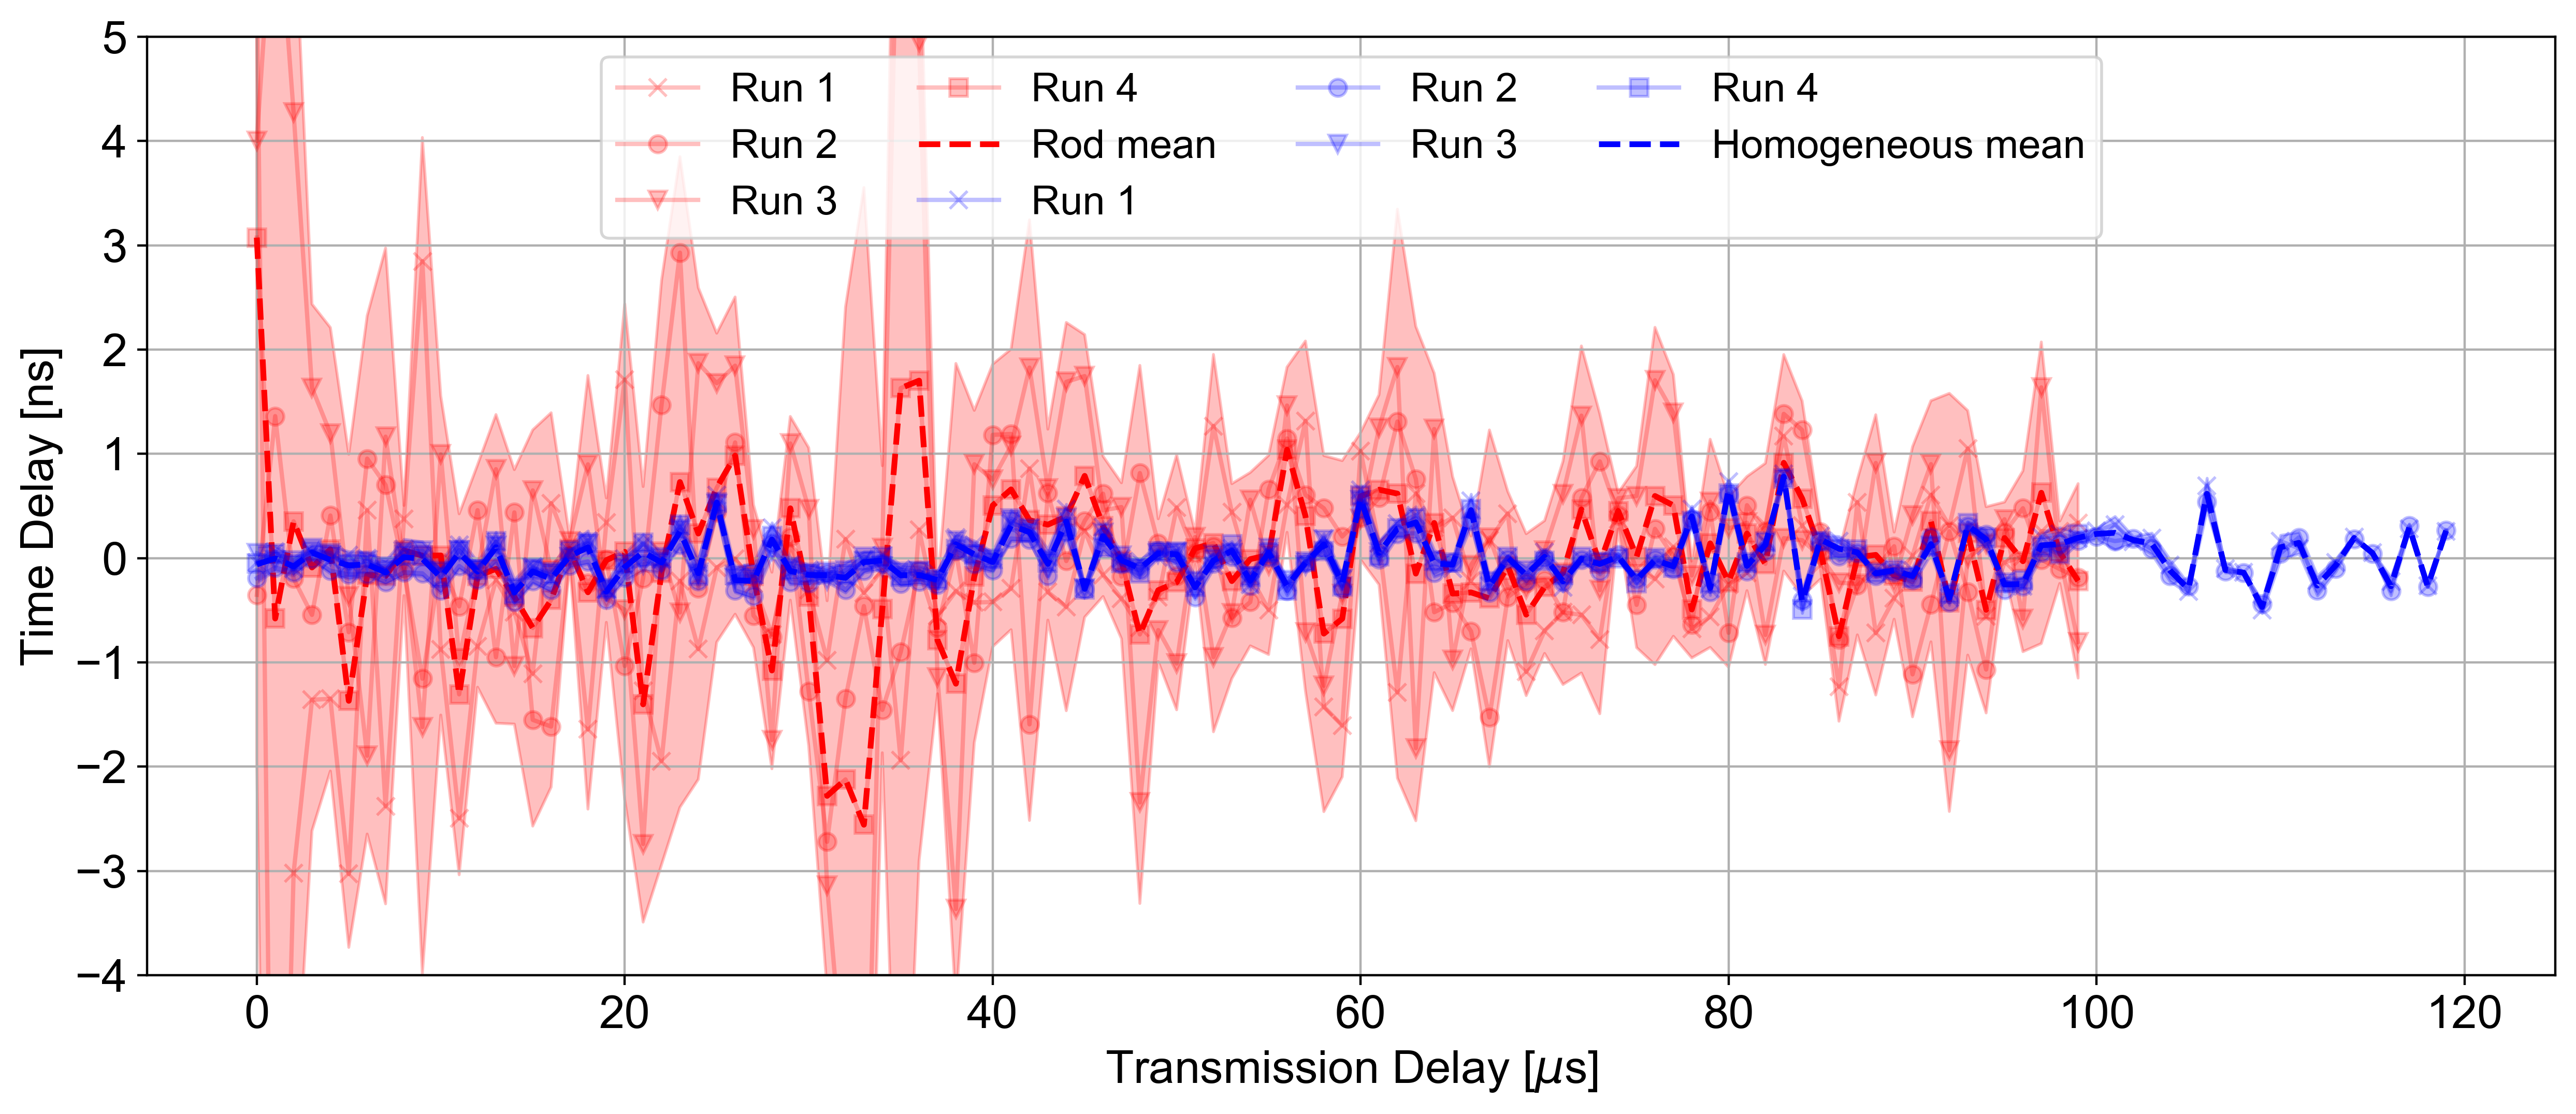 5
4
3
2
1
0
−1
−2
−3
−4
Time Delay [ns]
Run 1
Run 2
Run 3
Run 4
Rod mean
Run 1
Run 2
Run 3
Run 4
Homogeneous mean
0
20
40
60
80
100
120
Transmission Delay [μs]